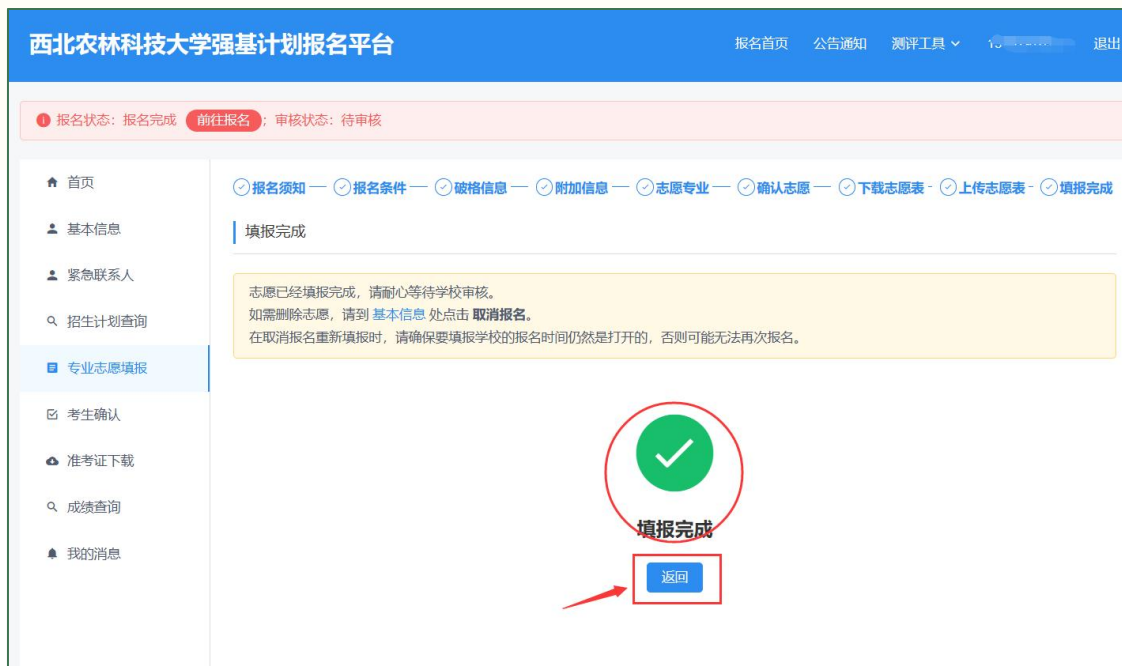 西北农林科技大学强基计划报名平台
报名首页 公告通知 测评工具 退出
报名状态：报名完成 前往报名 ；审核状态：待审核
首页
基本信息
紧急联系人
招生计划查询
专业志愿填报
考生确认
准考证下载
成绩查询
我的消息
报名须知 报名条件 破格信息 附加信息 志愿专业 确认志愿 下载志愿表 上传志愿表 填报完成
填报完成
志愿已经填报完成，请耐心等待学校审核。
如需删除志愿，请到 基本信息 处点击 取消报名。
在取消报名重新填报时，请确保要填报学校的报名时间仍然是打开的，否则可能无法再次报名。
填报完成
返回